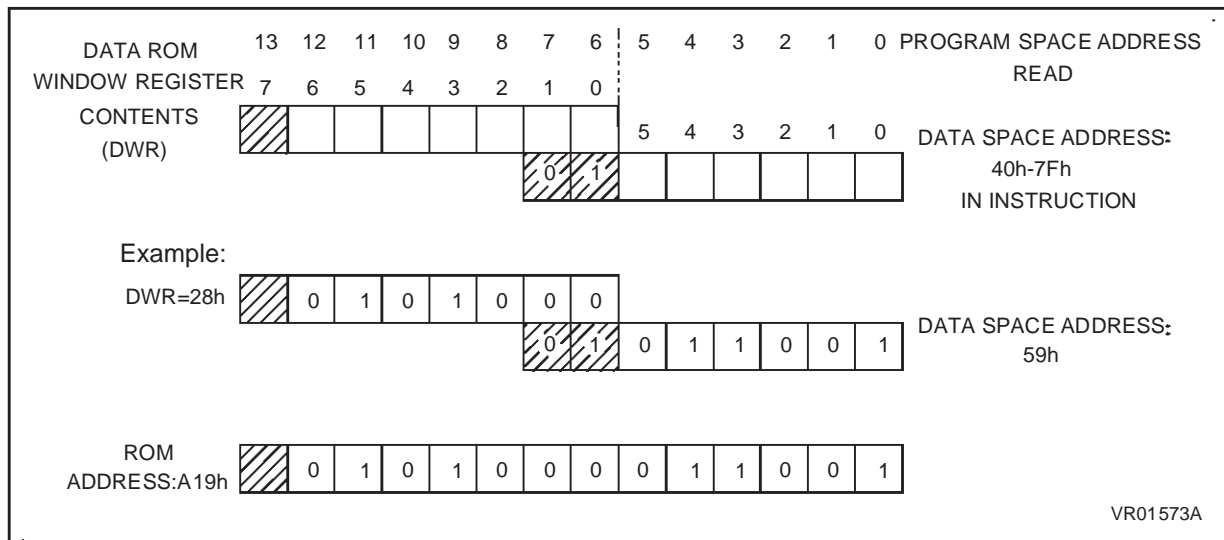 13 12 11 10 9 8 7 6 5 4 3 2 1 0 PROGRAM SPACE ADDRESS
READ
DATA ROM
WINDOW REGISTER 7 6 5 4 3 2 1 0
CONTENTS
(DWR)
5 4 3 2 1 0 DATA SPACE ADDRESS:
40h-7Fh
IN INSTRUCTION
0 1
Example:
DWR=28h 0 1 0 1 0 0 0
0 1 0 1 1 0 0 1 DATA SPACE ADDRESS:
59h
ROM
ADDRESS:A19h 0 1 0 1 0 0 0 0 1 1 0 0 1
VR01573A